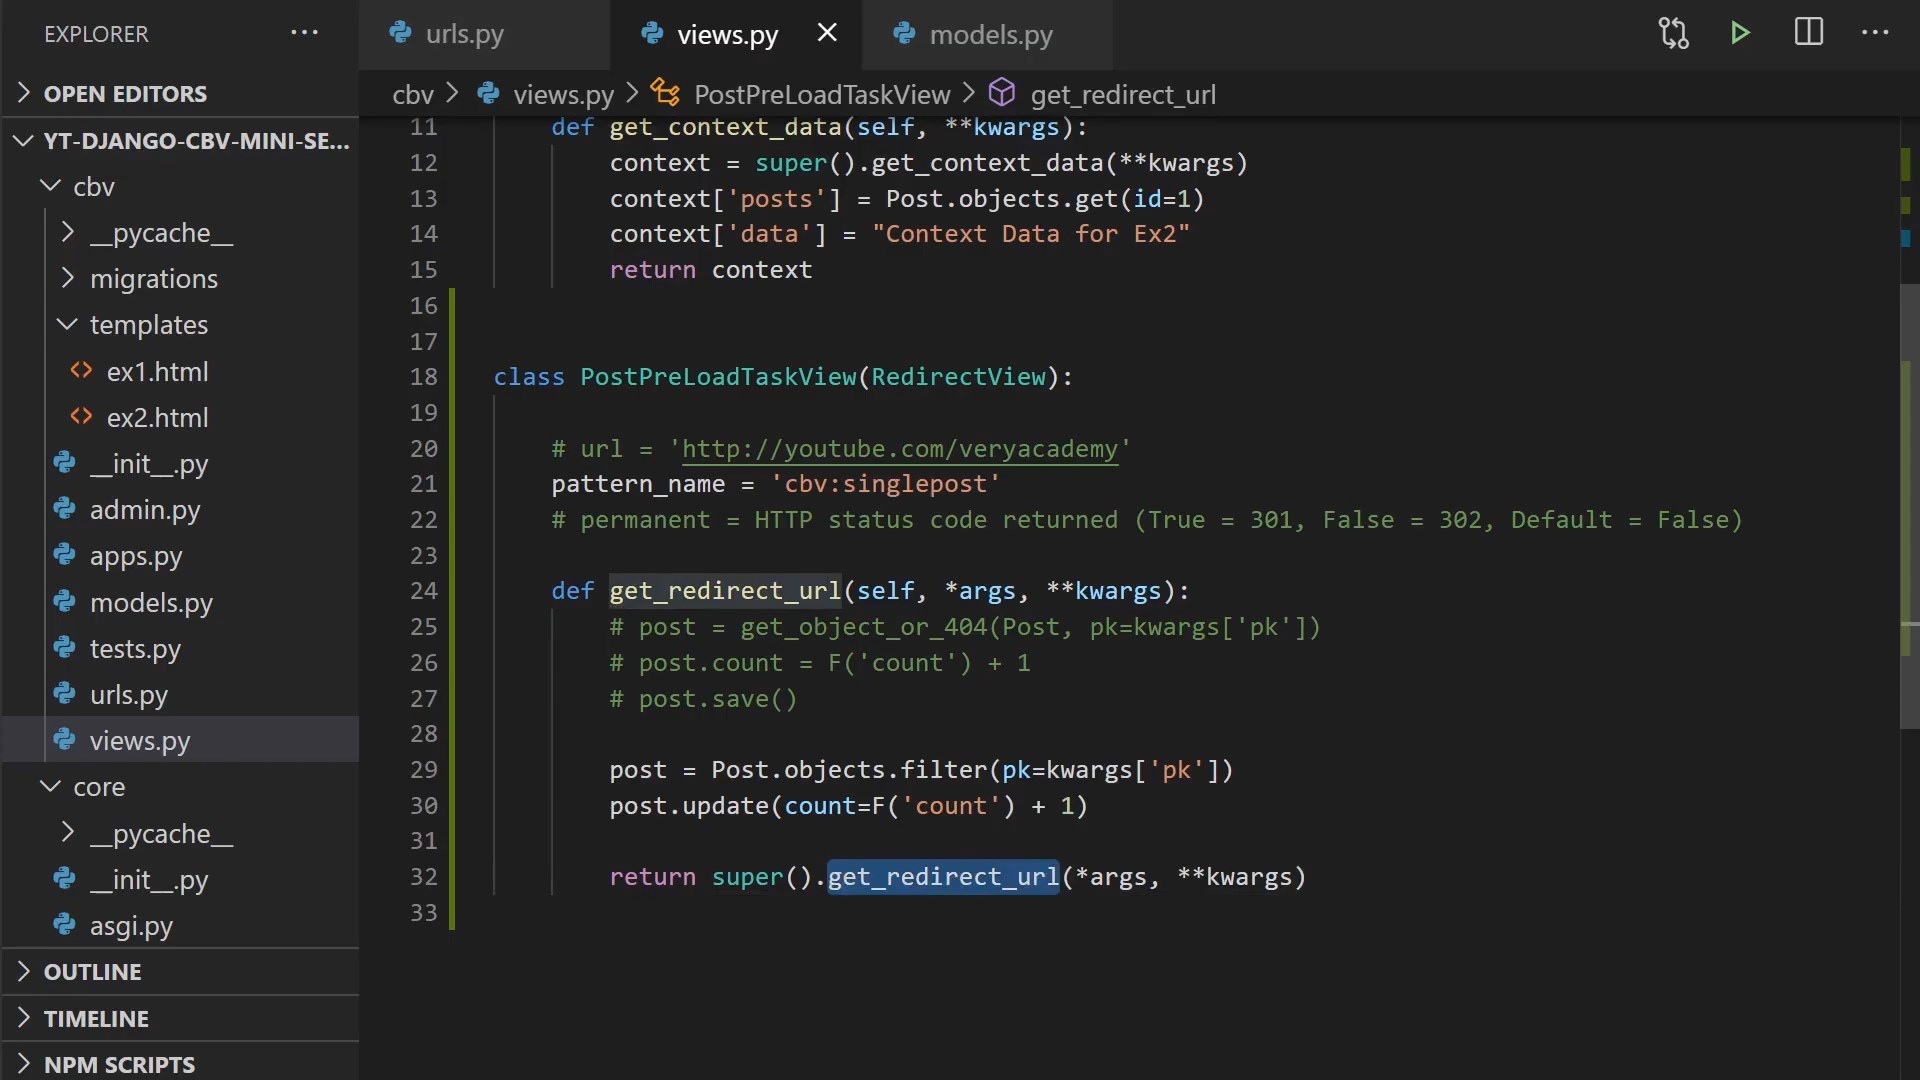 EXPLORER
OPEN EDITORS
YT-DJANGO-CBV-MINI-SE...
cbv
__pycache__
migrations
templates
ex1.html
ex2.html
__init__.py
admin.py
apps.py
models.py
tests.py
urls.py
views.py
core
__pycache__
__init__.py
asgi.py
OUTLINE
TIMELINE
NPM SCRIPTS
urls.py
views.py
models.py
cbv > views.py > PostPreLoadTaskView > get_redirect_url
11 def get_context_data(self, **kwargs):
12 context = super().get_context_data(**kwargs)
13 context['posts'] = Post.objects.get(id=1)
14 context['data'] = "Context Data for Ex2"
15 return context
16
17
18 class PostPreLoadTaskView(RedirectView):
19
20 # url = 'http://youtube.com/veryacademy'
21 pattern_name = 'cbv:singlepost'
22 # permanent = HTTP status code returned (True = 301, False = 302, Default = False)
23
24 def get_redirect_url(self, *args, **kwargs):
25 # post = get_object_or_404(Post, pk=kwargs['pk'])
26 # post.count = F('count') + 1
27 # post.save()
28
29 post = Post.objects.filter(pk=kwargs['pk'])
30 post.update(count=F('count') + 1)
31
32 return super().get_redirect_url(*args, **kwargs)
33